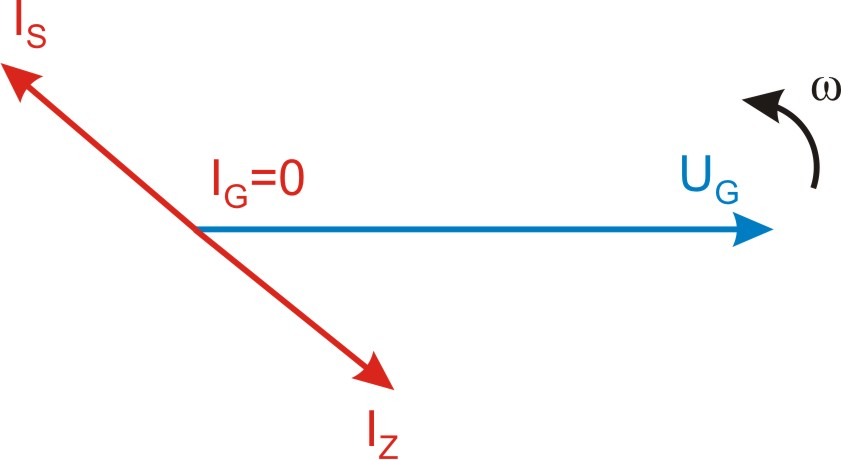 I_S
ω
I_G=0
U_G
I_Z